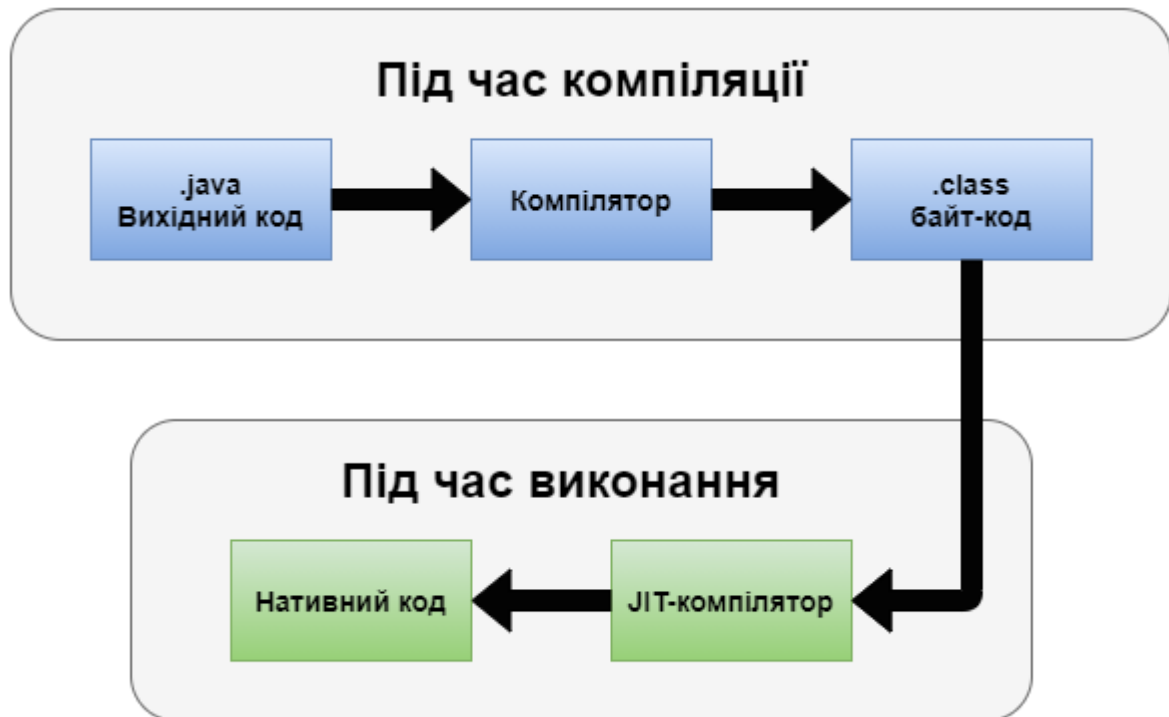 Під час компіляції
.java
Вихідний код
Компілятор
.class
байт-код
Під час виконання
Нативний код
JIT-компілятор